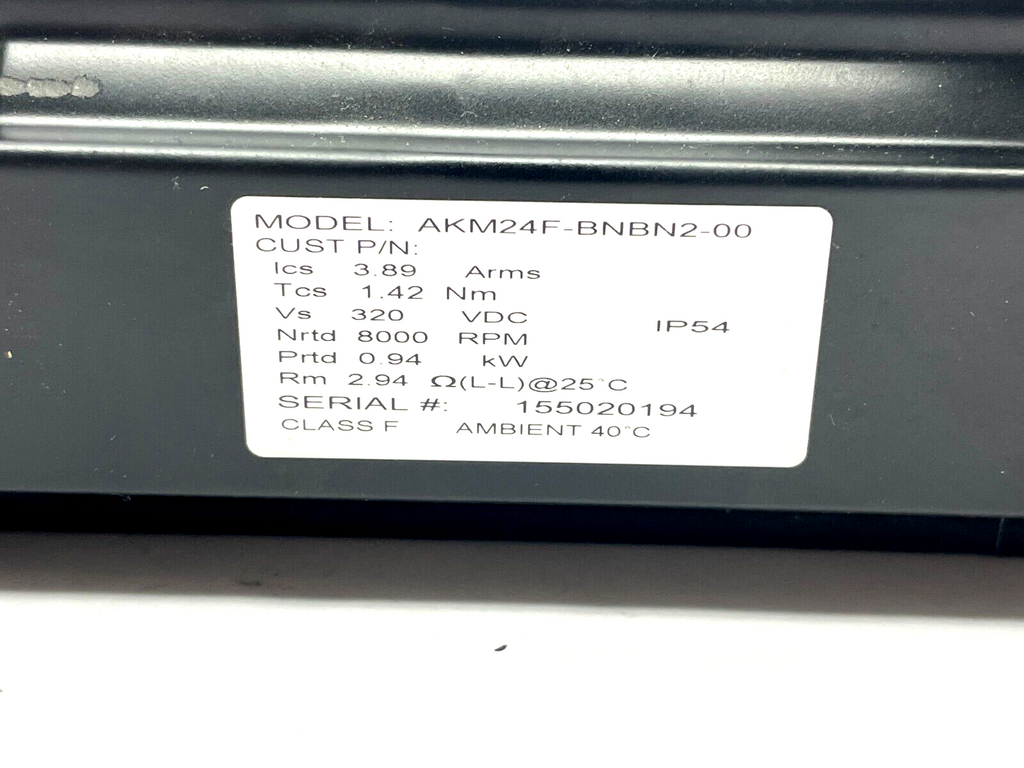 MODEL: AKM24F-BNBN2-00
CUST P/N:
Ics 3.89 Arms
Tcs 1.42 Nm
Vs 320 VDC
IP54
Nrtd 8000 RPM
Prtd 0.94 kW
Rm 2.94 Ω(L-L)@25°C
SERIAL #: 155020194
CLASS F AMBIENT 40°C